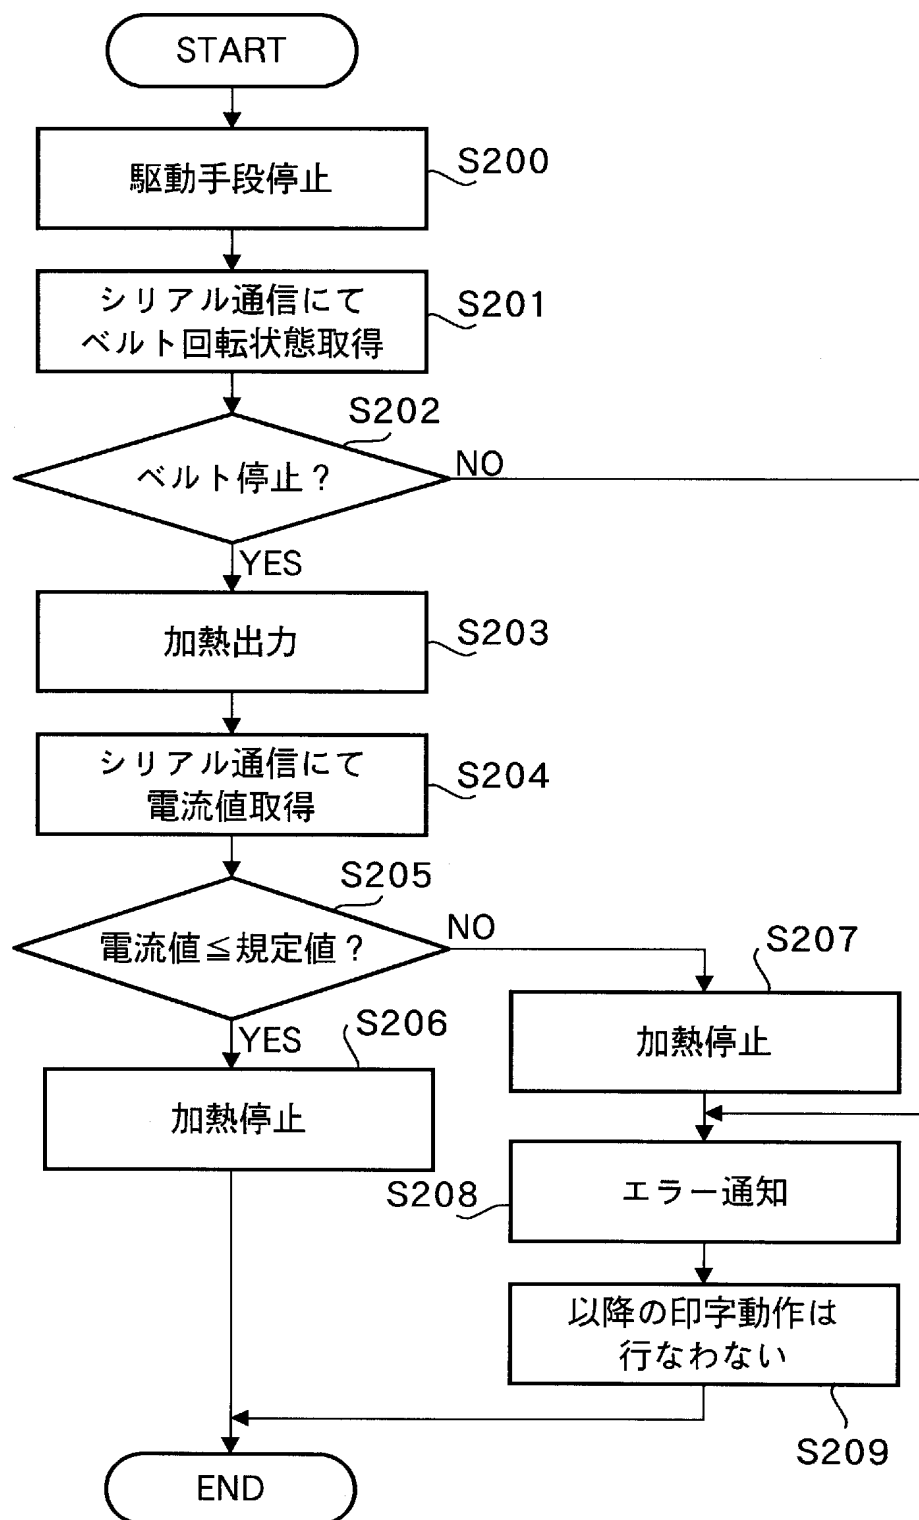 START
駆動手段停止
S200
シリアル通信にて
ベルト回転状態取得
S201
S202
ベルト停止？
NO
YES
加熱出力
S203
シリアル通信にて
電流値取得
S204
S205
電流値≦規定値？
NO
YES
S206
加熱停止
S207
加熱停止
エラー通知
S208
以降の印字動作は
行なわない
S209
END